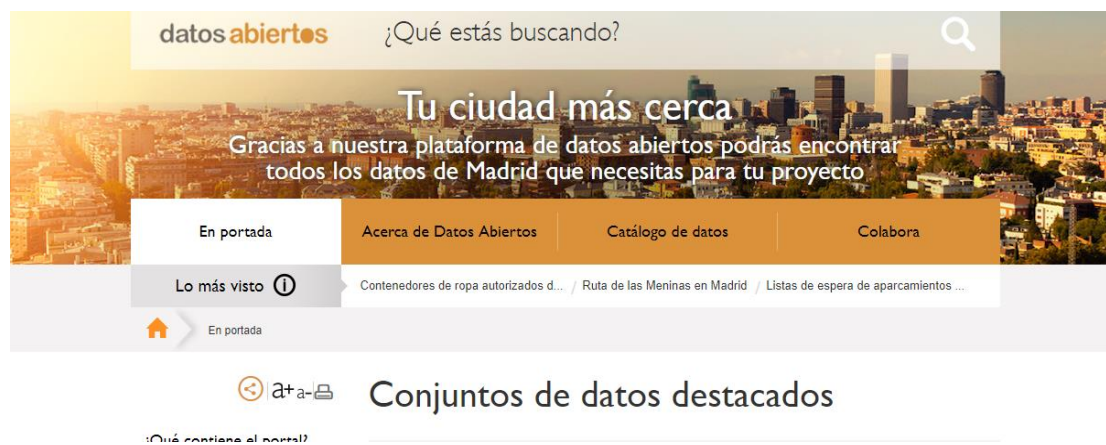 datos abiertos
¿Qué estás buscando?
Tu ciudad más cerca
Gracias a nuestra plataforma de datos abiertos podrás encontrar
todos los datos de Madrid que necesitas para tu proyecto
En portada
Acerca de Datos Abiertos
Catálogo de datos
Colabora
Lo más visto
Contenedores de ropa autorizados d... / Ruta de las Meninas en Madrid / Listas de espera de aparcamientos ...
En portada
a+ a-
Conjuntos de datos destacados
¿Qué contiene el portal?